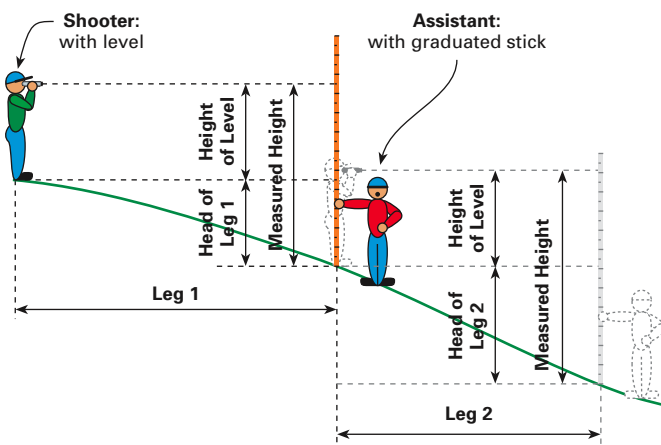 Shooter:
with level
Assistant:
with graduated stick
Height
of Level
Head of
Leg 1
Measured Height
Leg 1
Height
of Level
Head of
Leg 2
Measured Height
Leg 2